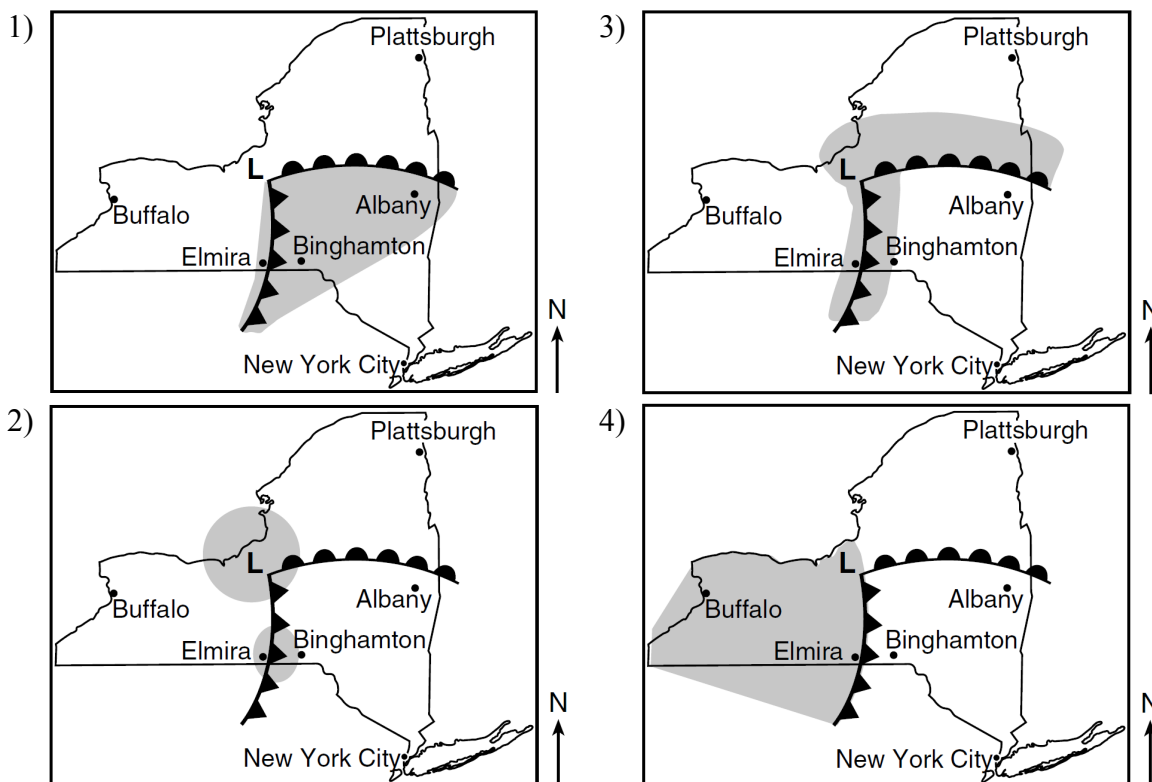 1)
Plattsburgh
L
Buffalo
Albany
Elmira
Binghamton
New York City
N
2)
Plattsburgh
L
Buffalo
Albany
Elmira
Binghamton
New York City
N
3)
Plattsburgh
L
Buffalo
Albany
Elmira
Binghamton
New York City
N
4)
Plattsburgh
L
Buffalo
Albany
Elmira
Binghamton
New York City
N